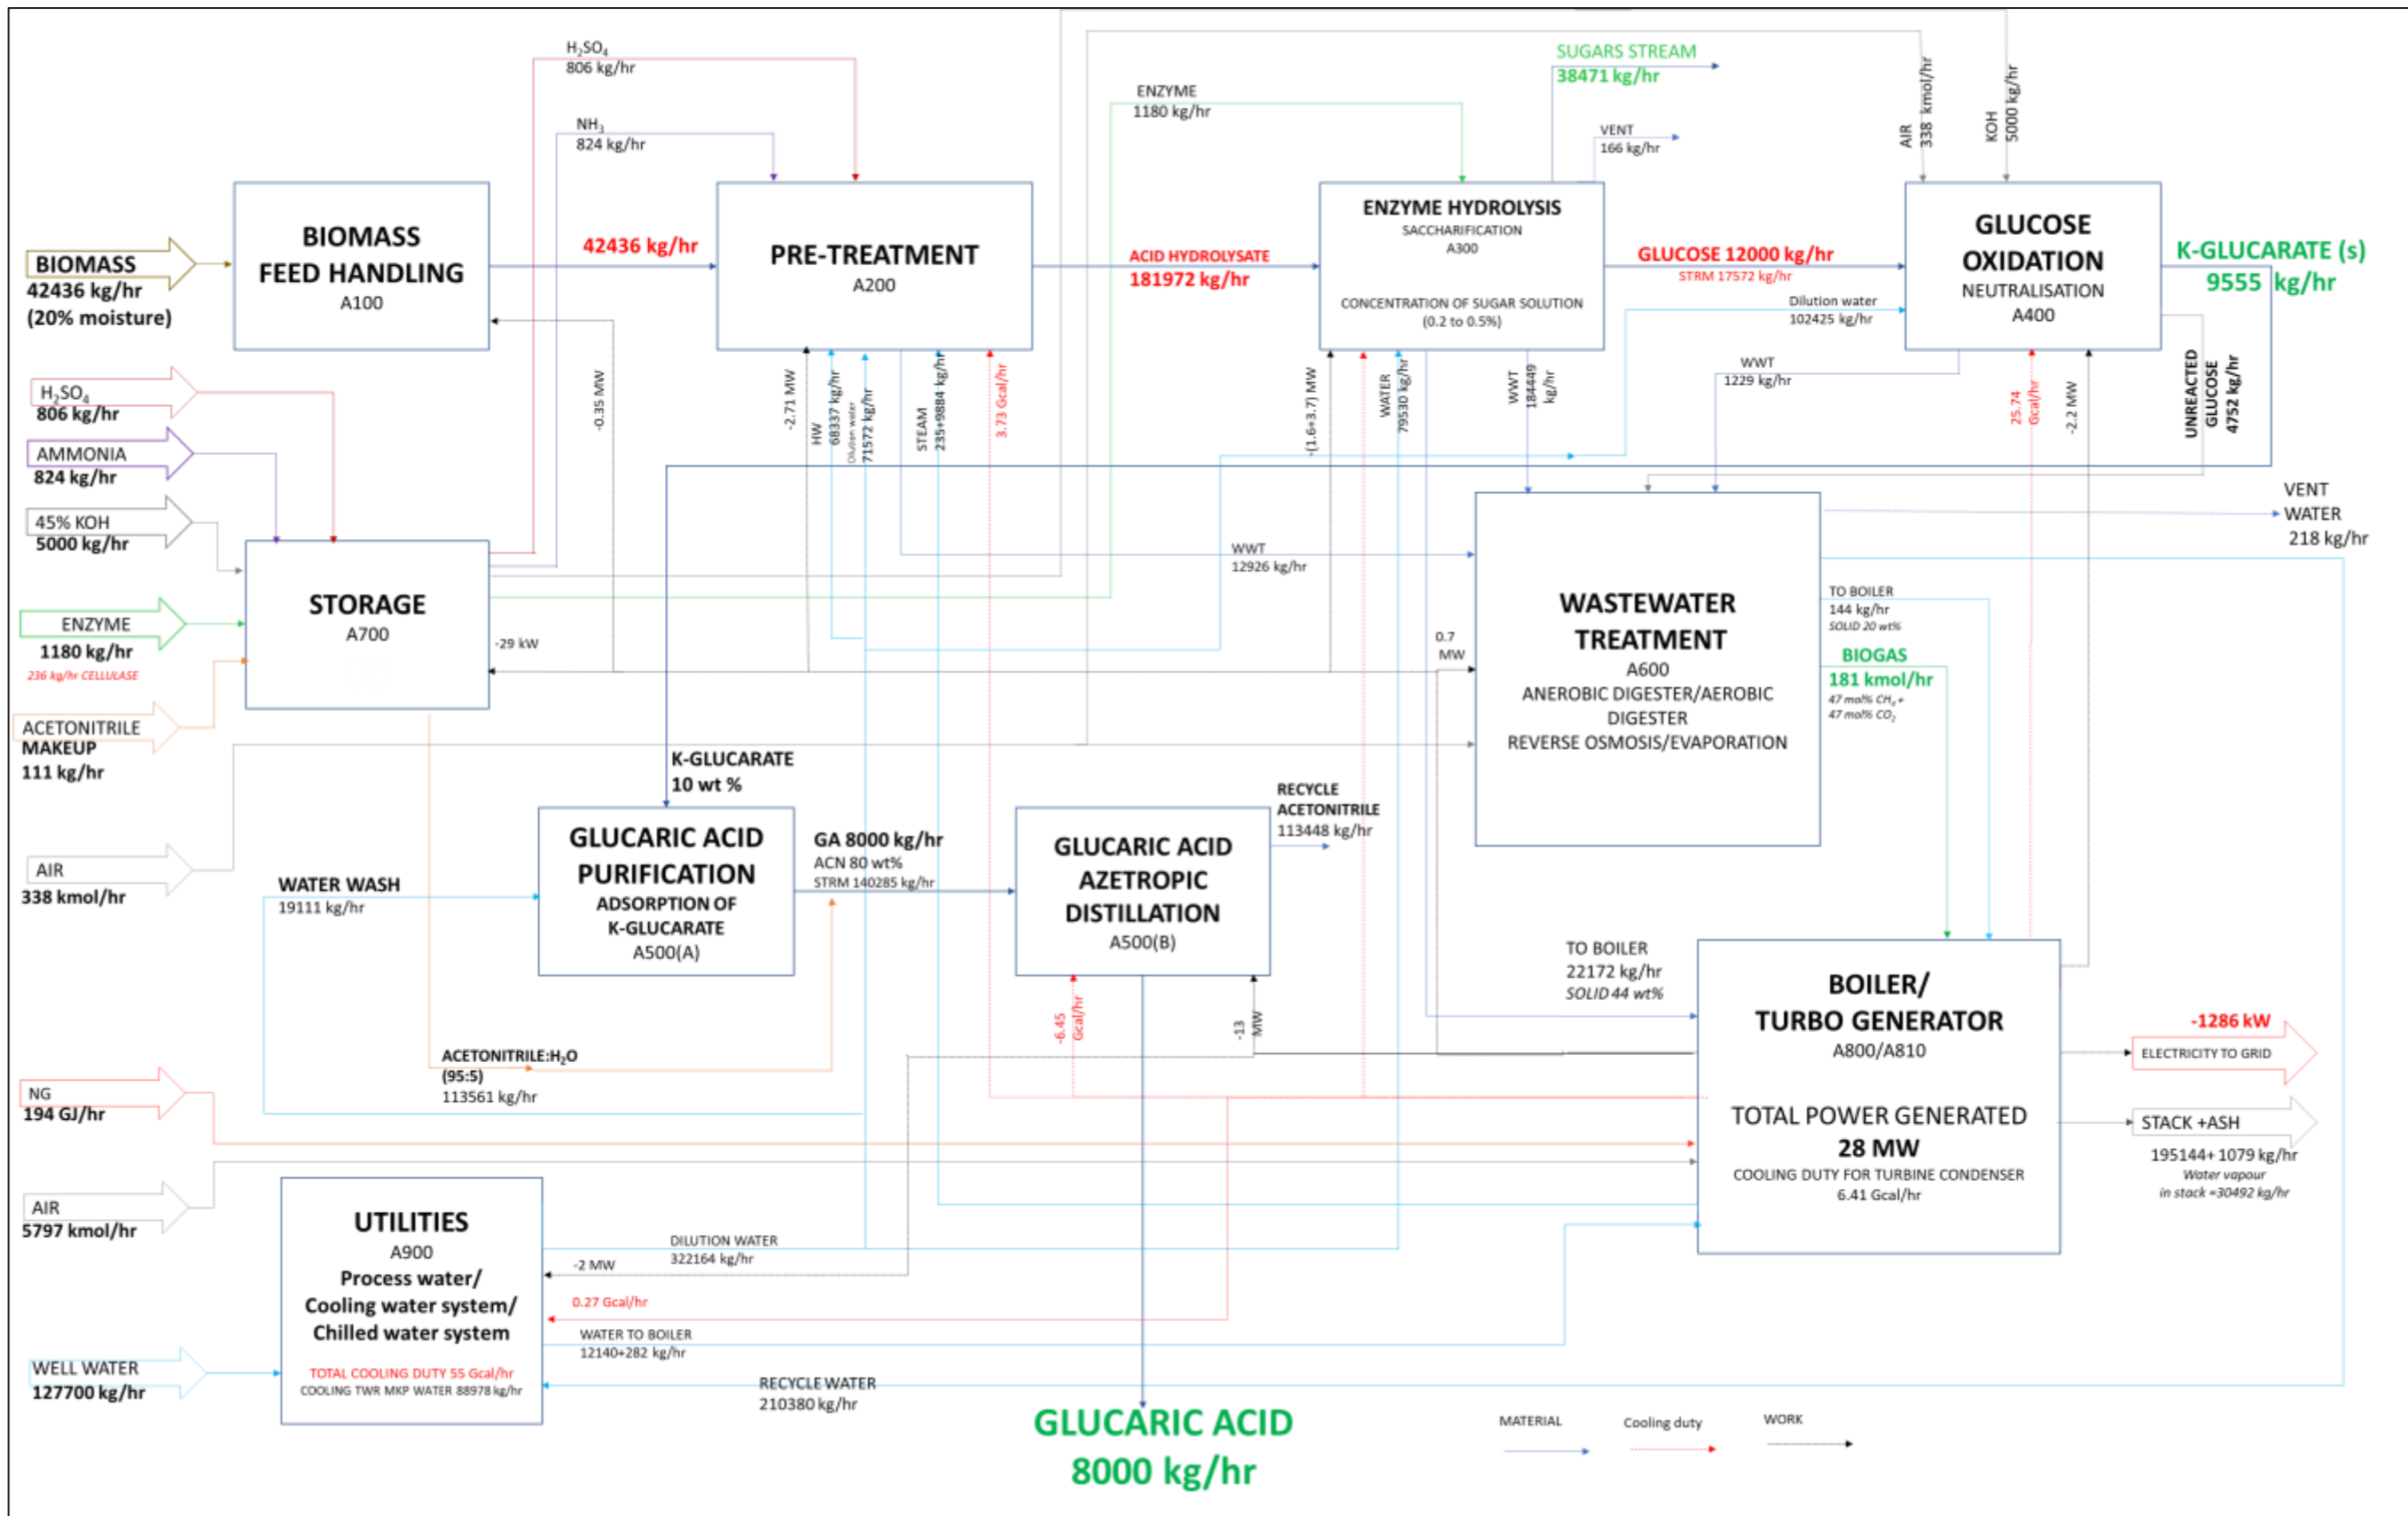 H₂SO₄
806 kg/hr
NH₃
824 kg/hr
ENZYME
1180 kg/hr
SUGARS STREAM
38471 kg/hr
VENT
166 kg/hr
AIR
338 kmol/hr
KOH
5000 kg/hr
BIOMASS
42436 kg/hr
(20% moisture)
BIOMASS
FEED HANDLING
A100
42436 kg/hr
PRE-TREATMENT
A200
ACID HYDROLYSATE
181972 kg/hr
ENZYME HYDROLYSIS
SACCHARIFICATION
A300
CONCENTRATION OF SUGAR SOLUTION
(0.2 to 0.5%)
GLUCOSE 12000 kg/hr
STRM 17572 kg/hr
Dilution water
102425 kg/hr
GLUCOSE
OXIDATION
NEUTRALISATION
A400
K-GLUCARATE (s)
9555 kg/hr
H₂SO₄
806 kg/hr
AMMONIA
824 kg/hr
45% KOH
5000 kg/hr
ENZYME
1180 kg/hr
236 kg/hr CELLULASE
ACETONITRILE
MAKEUP
111 kg/hr
STORAGE
A700
-29 kW
-0.35 MW
-2.71 MW
HW
68337 kg/hr
Dilution water
71572 kg/hr
STEAM
235+9884 kg/hr
3.73 Gcal/hr
-(1.6+3.7) MW
WATER
79530 kg/hr
WWT
184449
kg/hr
WWT
1229 kg/hr
25.74
Gcal/hr
-2.2 MW
UNREACTED
GLUCOSE
4752 kg/hr
WWT
12926 kg/hr
0.7
MW
WASTEWATER
TREATMENT
A600
ANEROBIC DIGESTER/AEROBIC
DIGESTER
REVERSE OSMOSIS/EVAPORATION
VENT
WATER
218 kg/hr
TO BOILER
144 kg/hr
SOLID 20 wt%
BIOGAS
181 kmol/hr
47 mol% CH₄ +
47 mol% CO₂
K-GLUCARATE
10 wt %
AIR
338 kmol/hr
WATER WASH
19111 kg/hr
GLUCARIC ACID
PURIFICATION
ADSORPTION OF
K-GLUCARATE
A500(A)
GA 8000 kg/hr
ACN 80 wt%
STRM 140285 kg/hr
GLUCARIC ACID
AZETROPIC
DISTILLATION
A500(B)
RECYCLE
ACETONITRILE
113448 kg/hr
-6.45
Gcal/hr
-13
MW
TO BOILER
22172 kg/hr
SOLID 44 wt%
BOILER/
TURBO GENERATOR
A800/A810
TOTAL POWER GENERATED
28 MW
COOLING DUTY FOR TURBINE CONDENSER
6.41 Gcal/hr
-1286 kW
ELECTRICITY TO GRID
STACK +ASH
195144+ 1079 kg/hr
Water vapour
in stack =30492 kg/hr
ACETONITRILE:H₂O
(95:5)
113561 kg/hr
NG
194 GJ/hr
AIR
5797 kmol/hr
UTILITIES
A900
Process water/
Cooling water system/
Chilled water system
TOTAL COOLING DUTY 55 Gcal/hr
COOLING TWR MKP WATER 88978 kg/hr
DILUTION WATER
322164 kg/hr
-2 MW
0.27 Gcal/hr
WATER TO BOILER
12140+282 kg/hr
WELL WATER
127700 kg/hr
RECYCLE WATER
210380 kg/hr
GLUCARIC ACID
8000 kg/hr
MATERIAL
Cooling duty
WORK